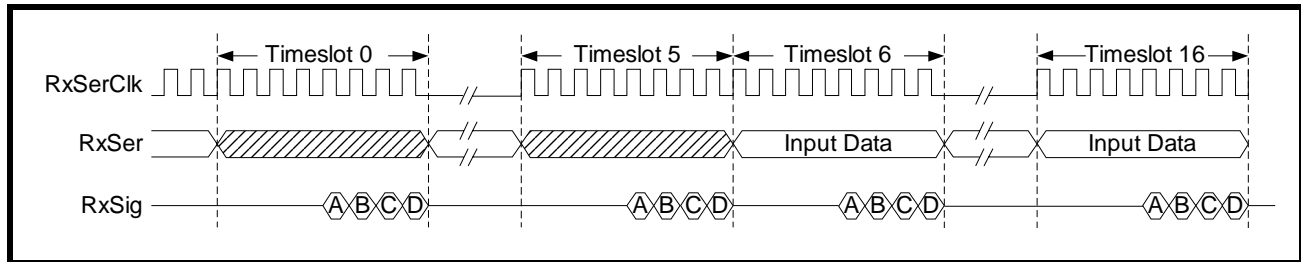 Timeslot 0 Timeslot 5 Timeslot 6 Timeslot 16
RxSerClk
RxSer Input Data Input Data
RxSig A B C D A B C D A B C D A B C D